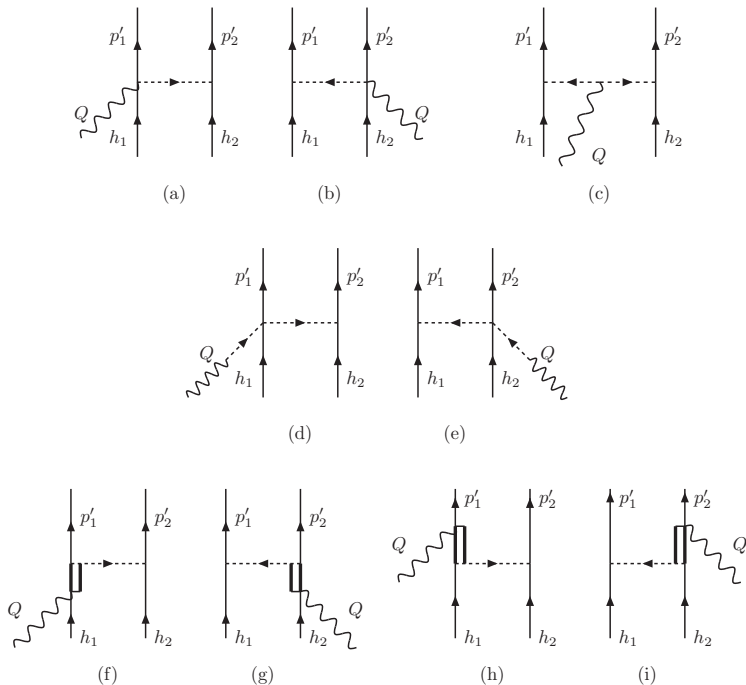 p′₁ p′₂ p′₁ p′₂ p′₁ p′₂
Q h₁ h₂ h₁ h₂ Q h₁ Q h₂
(a) (b) (c)
p′₁ p′₂ p′₁ p′₂
Q h₁ h₂ h₁ h₂ Q
(d) (e)
p′₁ p′₂ p′₁ p′₂ p′₁ p′₂ p′₁ p′₂
Q Q
Q h₁ h₂ h₁ h₂ Q h₁ h₂ h₁ h₂
(f) (g) (h) (i)